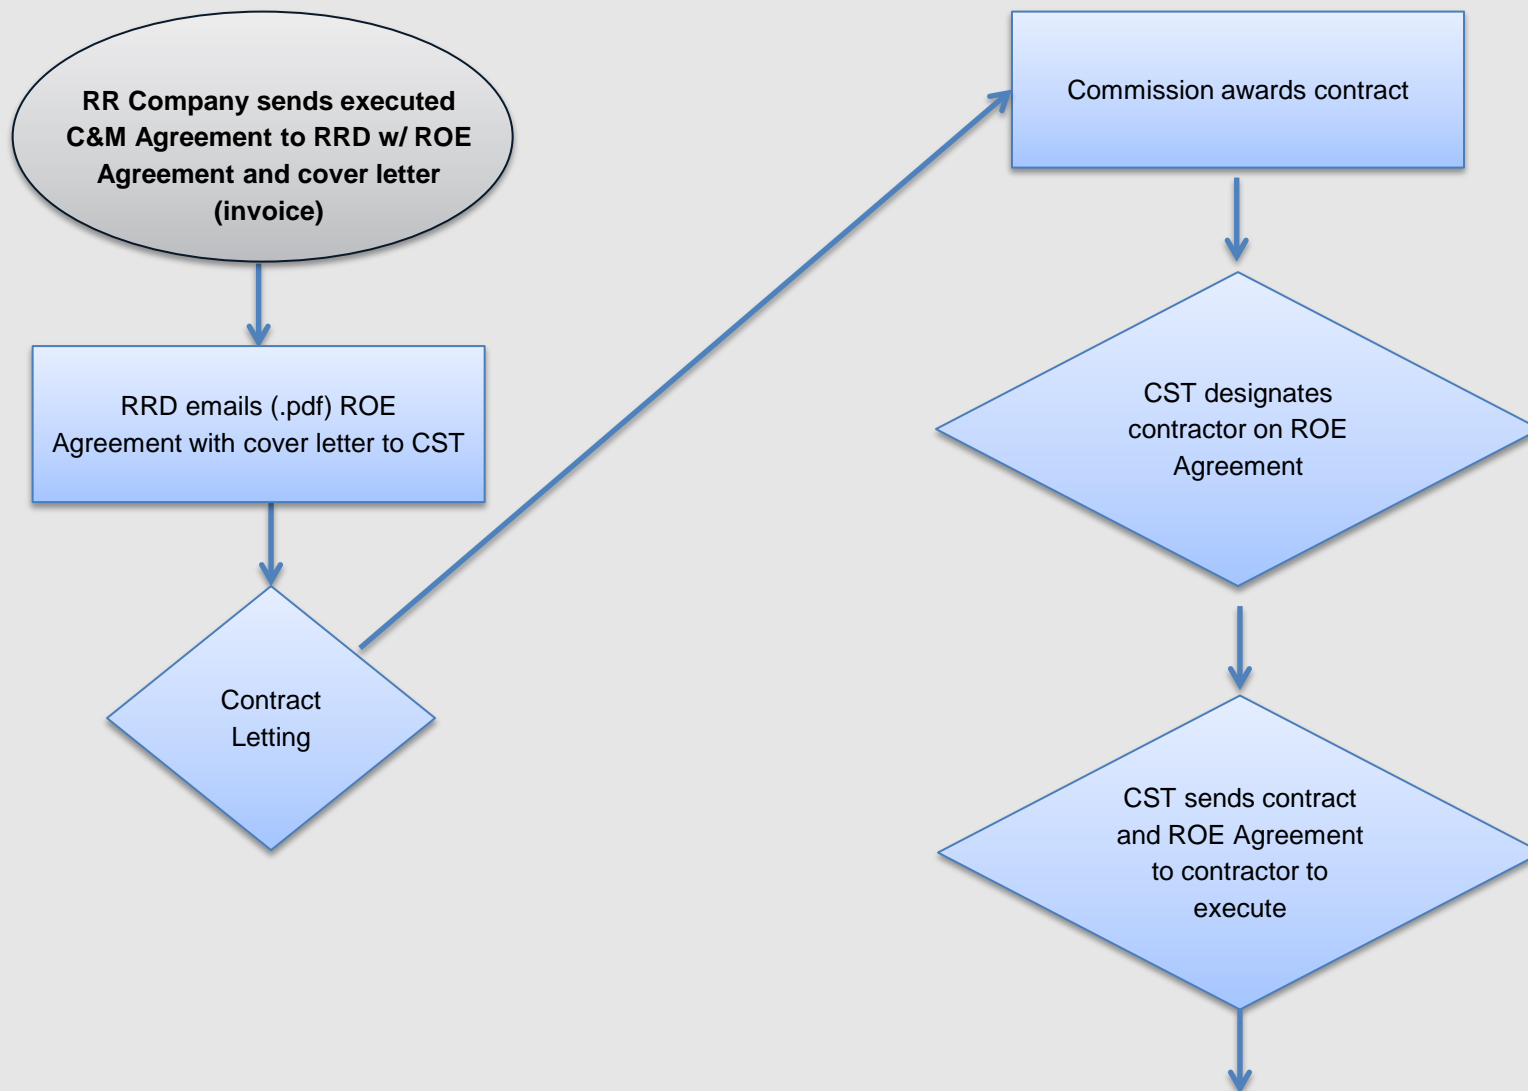 RR Company sends executed
C&M Agreement to RRD w/ ROE
Agreement and cover letter
(invoice)
RRD emails (.pdf) ROE
Agreement with cover letter to CST
Contract
Letting
Commission awards contract
CST designates
contractor on ROE
Agreement
CST sends contract
and ROE Agreement
to contractor to
execute